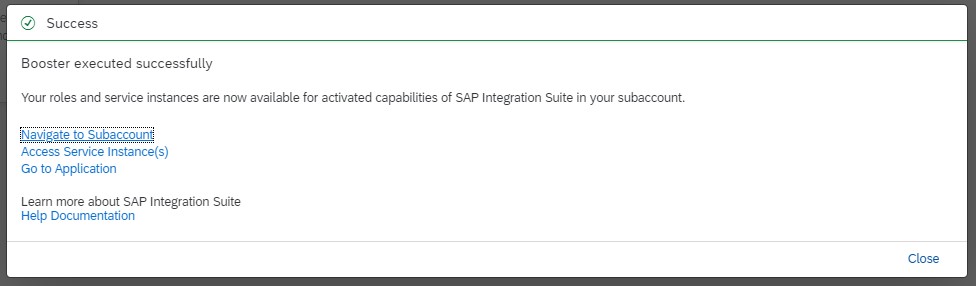 Success
Booster executed successfully
Your roles and service instances are now available for activated capabilities of SAP Integration Suite in your subaccount.
Navigate to Subaccount
Access Service Instance(s)
Go to Application
Learn more about SAP Integration Suite
Help Documentation
Close